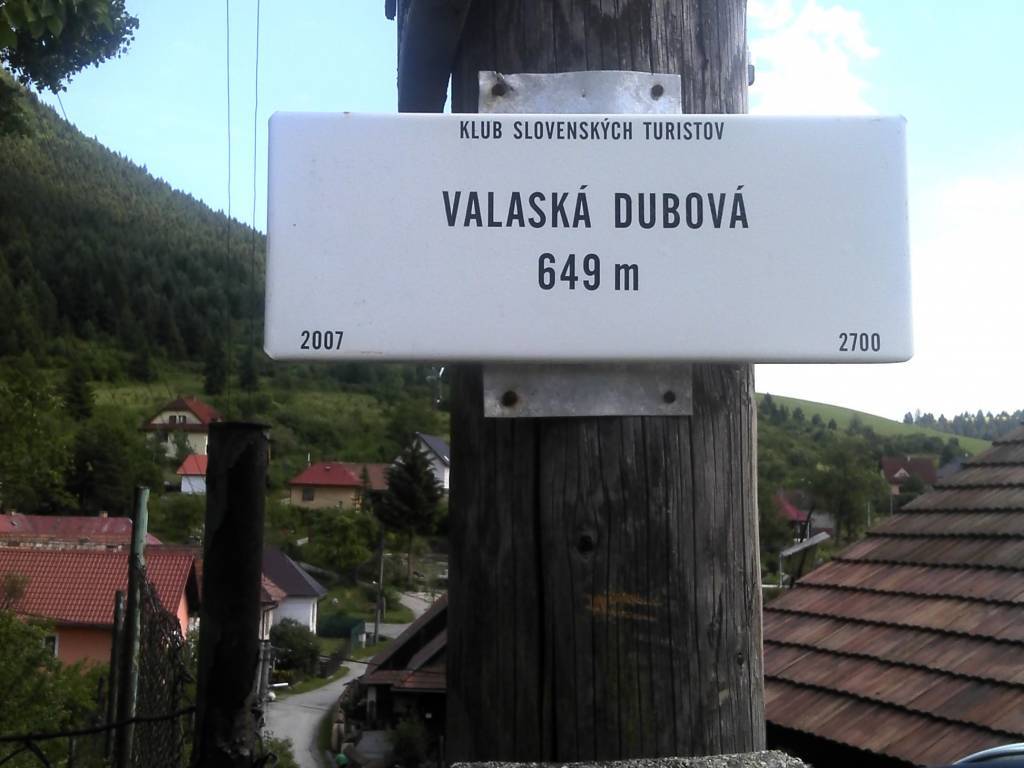 KLUB SLOVENSKÝCH TURISTOV
VALASKÁ DUBOVÁ
649 m
2007 2700